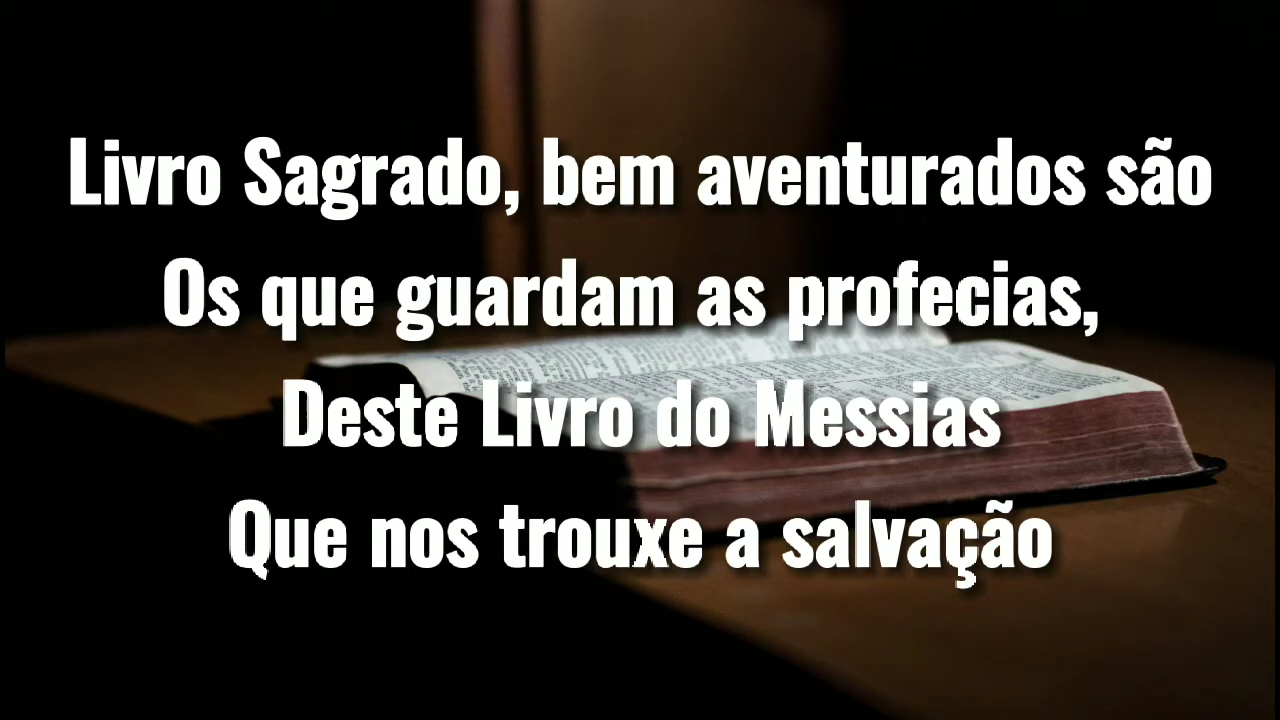 Livro Sagrado, bem aventurados são
Os que guardam as profecias,
Deste Livro do Messias
Que nos trouxe a salvação